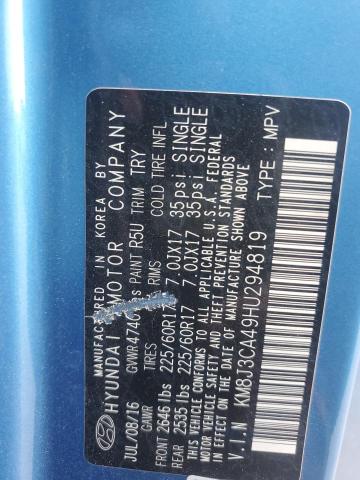 MANUFACTURED IN KOREA BY
HYUNDAI MOTOR COMPANY
JUL/08/16 GVWR 4740 PAINT R5U TRIM TRY
GAWR TIRES RIMS COLD TIRE INFL
FRONT 2646 lbs 225/60R17 7.0JX17 35psi SINGLE
REAR 2535 lbs 225/60R17 7.0JX17 35psi SINGLE
THIS VEHICLE CONFORMS TO ALL APPLICABLE U.S.A. FEDERAL
MOTOR VEHICLE SAFETY AND THEFT PREVENTION STANDARDS
IN EFFECT ON THE DATE OF MANUFACTURE SHOWN ABOVE.
V.I.N KM8J3CA49HU294819 TYPE : MPV